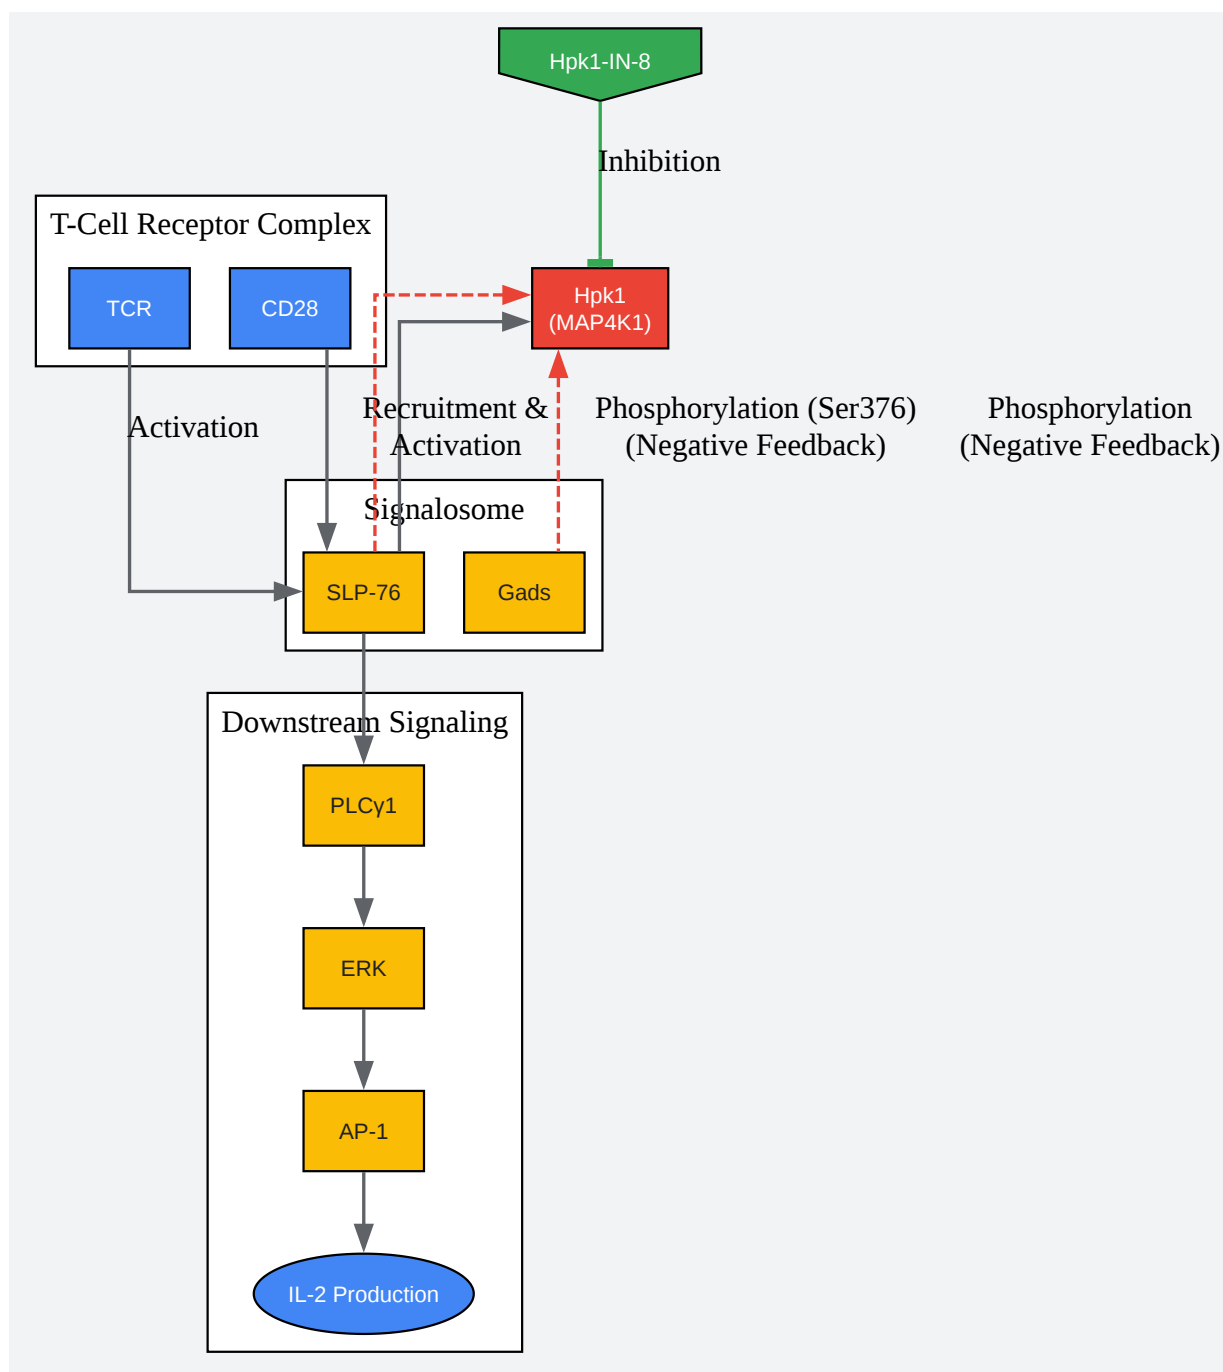 Hpk1-IN-8
Inhibition
T-Cell Receptor Complex
TCR
CD28
Hpk1
(MAP4K1)
Activation
Recruitment &
Activation
Phosphorylation (Ser376)
(Negative Feedback)
Phosphorylation
(Negative Feedback)
Signalosome
SLP-76
Gads
Downstream Signaling
PLCγ1
ERK
AP-1
IL-2 Production